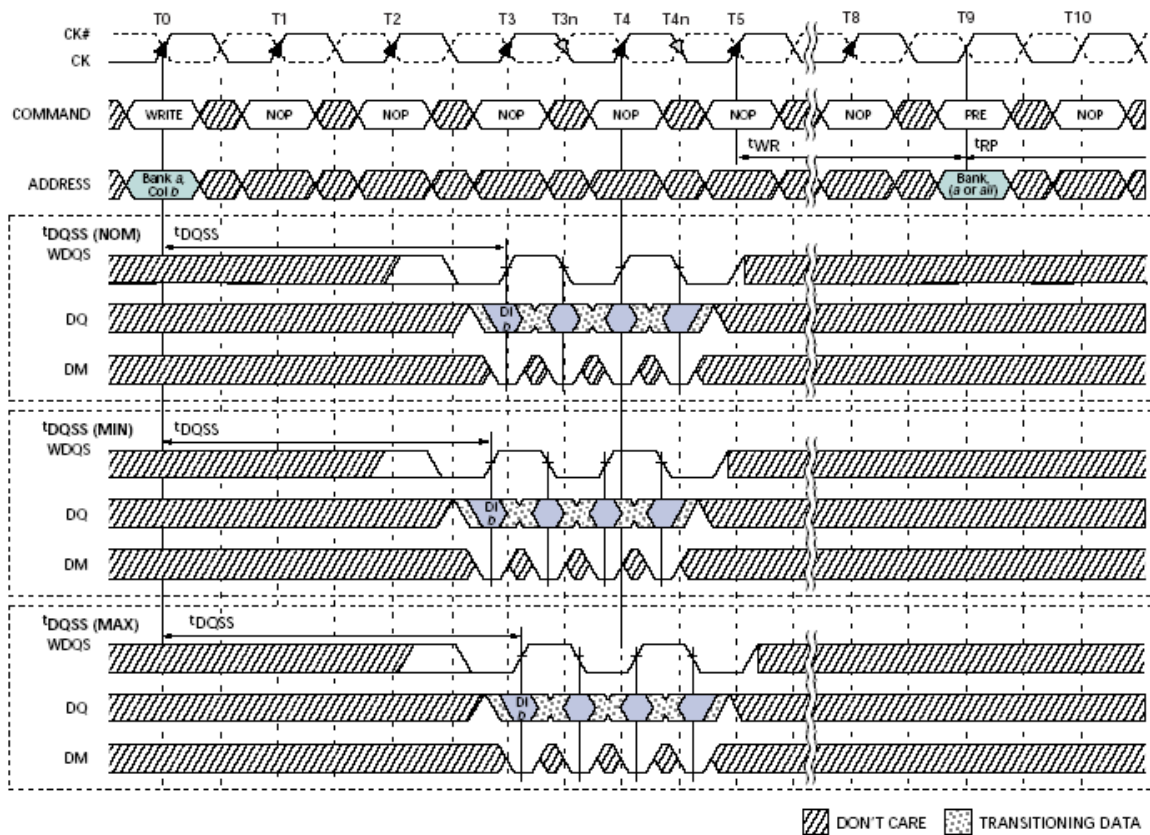 T0 T1 T2 T3 T3n T4 T4n T5 T8 T9 T10
CK#
CK
COMMAND WRITE NOP NOP NOP NOP NOP NOP PRE NOP
tWR tRP
ADDRESS Bank a, Col b Bank, (a or all)
tDQSS (NOM) tDQSS
WDQS
DQ DI b
DM
tDQSS (MIN) tDQSS
WDQS
DQ DI b
DM
tDQSS (MAX) tDQSS
WDQS
DQ DI b
DM
DON'T CARE TRANSITIONING DATA